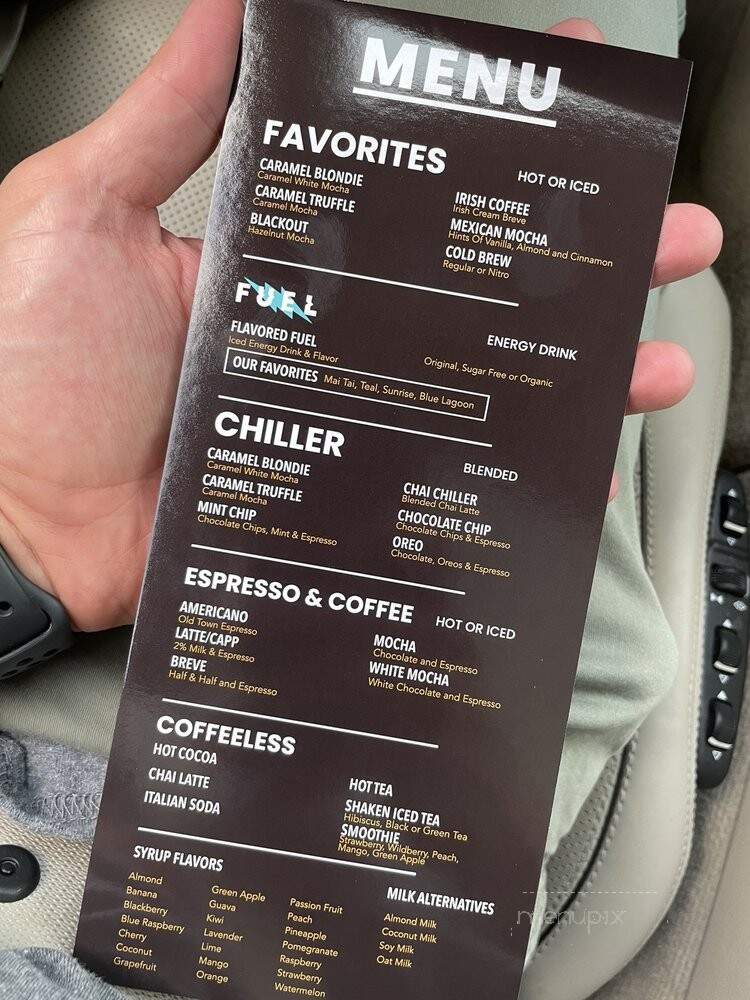 MENU
FAVORITES
HOT OR ICED
CARAMEL BLONDIE
Caramel White Mocha
CARAMEL TRUFFLE
Caramel Mocha
BLACKOUT
Hazelnut Mocha
IRISH COFFEE
Irish Cream Breve
MEXICAN MOCHA
Hints Of Vanilla, Almond and Cinnamon
COLD BREW
Regular or Nitro
FUEL
ENERGY DRINK
FLAVORED FUEL
Iced Energy Drink & Flavor
Original, Sugar Free or Organic
OUR FAVORITES Mai Tai, Teal, Sunrise, Blue Lagoon
CHILLER
BLENDED
CARAMEL BLONDIE
Caramel White Mocha
CARAMEL TRUFFLE
Caramel Mocha
MINT CHIP
Chocolate Chips, Mint & Espresso
CHAI CHILLER
Blended Chai Latte
CHOCOLATE CHIP
Chocolate Chips & Espresso
OREO
Chocolate, Oreos & Espresso
ESPRESSO & COFFEE
HOT OR ICED
AMERICANO
Old Town Espresso
LATTE/CAPP
2% Milk & Espresso
BREVE
Half & Half and Espresso
MOCHA
Chocolate and Espresso
WHITE MOCHA
White Chocolate and Espresso
COFFEELESS
HOT COCOA
CHAI LATTE
ITALIAN SODA
HOT TEA
SHAKEN ICED TEA
Hibiscus, Black or Green Tea
SMOOTHIE
Strawberry, Wildberry, Peach,
Mango, Green Apple
SYRUP FLAVORS
Almond
Banana
Blackberry
Blue Raspberry
Cherry
Coconut
Grapefruit
Green Apple
Guava
Kiwi
Lavender
Lime
Mango
Orange
Passion Fruit
Peach
Pineapple
Pomegranate
Raspberry
Strawberry
Watermelon
MILK ALTERNATIVES
Almond Milk
Coconut Milk
Soy Milk
Oat Milk
menupix